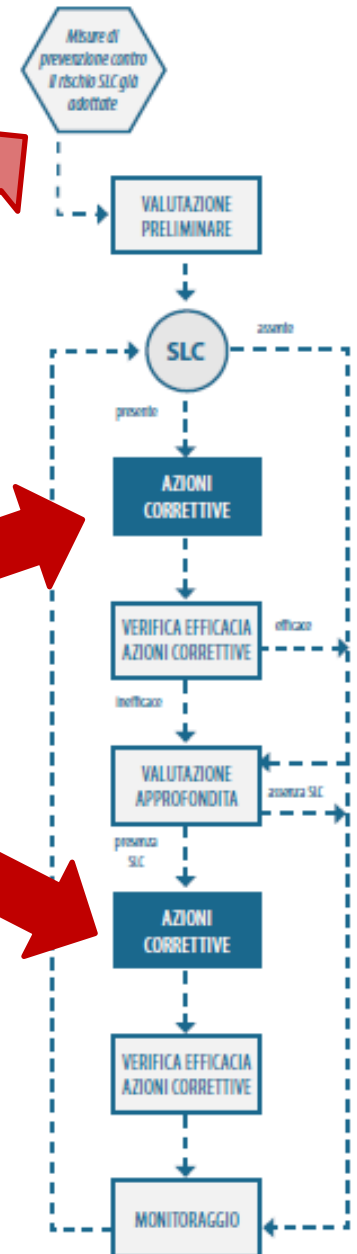 Misure di
prevenzione contro
il rischio SLC già
adottate
VALUTAZIONE
PRELIMINARE
SLC
assente
presente
AZIONI
CORRETTIVE
VERIFICA EFFICACIA
AZIONI CORRETTIVE
efficace
inefficace
VALUTAZIONE
APPROFONDITA
assenza SLC
presenza
SLC
AZIONI
CORRETTIVE
VERIFICA EFFICACIA
AZIONI CORRETTIVE
MONITORAGGIO